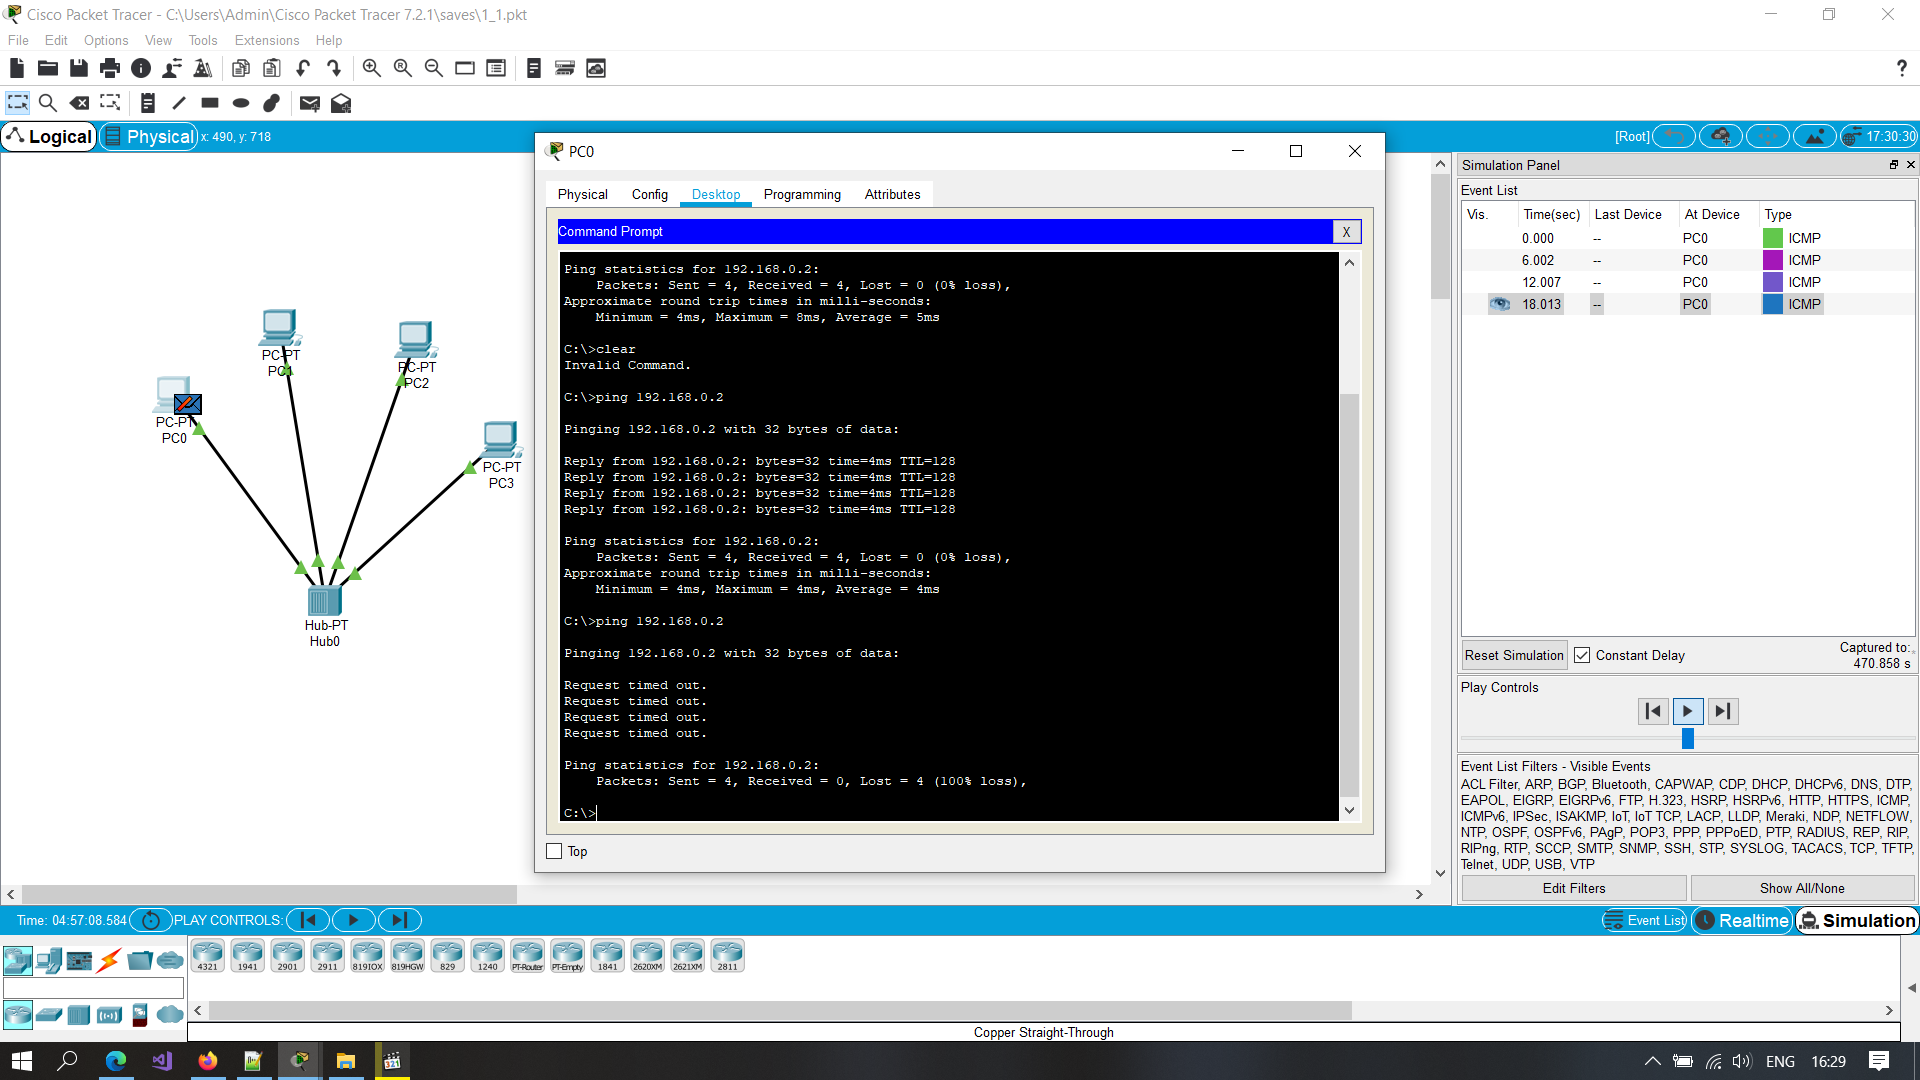 Cisco Packet Tracer - C:\Users\Admin\Cisco Packet Tracer 7.2.1\saves\1_1.pkt
File Edit Options View Tools Extensions Help
?
Logical Physical x: 490, y: 718
[Root] 17:30:30
PC-PT
PC1
PC-PT
PC2
PC-PT
PC0
PC-PT
PC3
Hub-PT
Hub0
PC0
Physical Config Desktop Programming Attributes
Command Prompt X
Ping statistics for 192.168.0.2:
Packets: Sent = 4, Received = 4, Lost = 0 (0% loss),
Approximate round trip times in milli-seconds:
Minimum = 4ms, Maximum = 8ms, Average = 5ms
C:\>clear
Invalid Command.
C:\>ping 192.168.0.2
Pinging 192.168.0.2 with 32 bytes of data:
Reply from 192.168.0.2: bytes=32 time=4ms TTL=128
Reply from 192.168.0.2: bytes=32 time=4ms TTL=128
Reply from 192.168.0.2: bytes=32 time=4ms TTL=128
Reply from 192.168.0.2: bytes=32 time=4ms TTL=128
Ping statistics for 192.168.0.2:
Packets: Sent = 4, Received = 4, Lost = 0 (0% loss),
Approximate round trip times in milli-seconds:
Minimum = 4ms, Maximum = 4ms, Average = 4ms
C:\>ping 192.168.0.2
Pinging 192.168.0.2 with 32 bytes of data:
Request timed out.
Request timed out.
Request timed out.
Request timed out.
Ping statistics for 192.168.0.2:
Packets: Sent = 4, Received = 0, Lost = 4 (100% loss),
C:\>
Top
Simulation Panel
Event List
Vis. Time(sec) Last Device At Device Type
0.000 -- PC0 ICMP
6.002 -- PC0 ICMP
12.007 -- PC0 ICMP
18.013 -- PC0 ICMP
Reset Simulation Constant Delay Captured to:
470.858 s
Play Controls
Event List Filters - Visible Events
ACL Filter, ARP, BGP, Bluetooth, CAPWAP, CDP, DHCP, DHCPv6, DNS, DTP,
EAPOL, EIGRP, EIGRPv6, FTP, H.323, HSRP, HSRPv6, HTTP, HTTPS, ICMP,
ICMPv6, IPSec, ISAKMP, IoT, IoT TCP, LACP, LLDP, Meraki, NDP, NETFLOW,
NTP, OSPF, OSPFv6, PAgP, POP3, PPP, PPPoED, PTP, RADIUS, REP, RIP,
RIPng, RTP, SCCP, SMTP, SNMP, SSH, STP, SYSLOG, TACACS, TCP, TFTP,
Telnet, UDP, USB, VTP
Edit Filters Show All/None
Time: 04:57:08.584 PLAY CONTROLS: Event List Realtime Simulation
4321 1941 2901 2911 819IOX 819HGW 829 1240 PT-Router PT-Empty 1841 2620XM 2621XM 2811
Copper Straight-Through
321 ENG 16:29